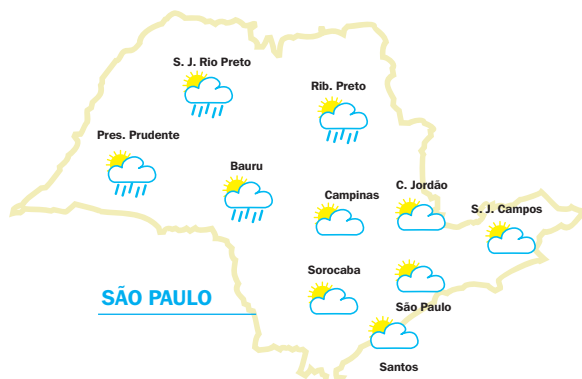 S. J. Rio Preto
Rib. Preto
Pres. Prudente
Bauru
Campinas
C. Jordão
S. J. Campos
Sorocaba
SÃO PAULO
São Paulo
Santos